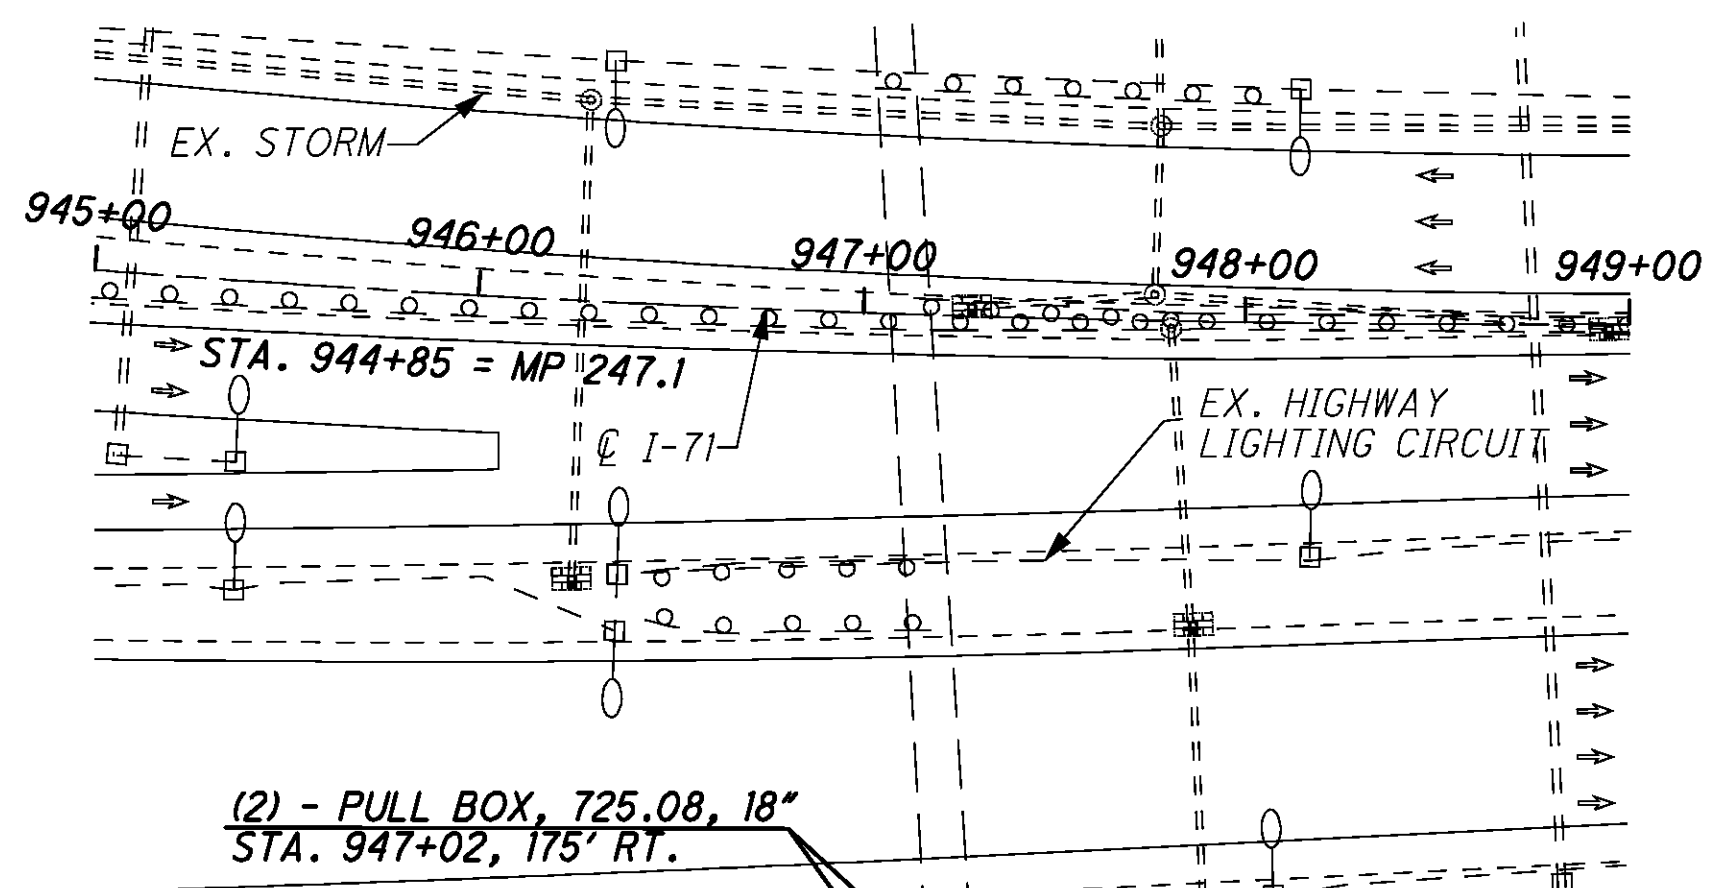 EX. STORM
945+00
946+00
947+00
948+00
949+00
STA. 944+85 = MP 247.1
℄ I-71
EX. HIGHWAY
LIGHTING CIRCUIT
(2) - PULL BOX, 725.08, 18"
STA. 947+02, 175' RT.